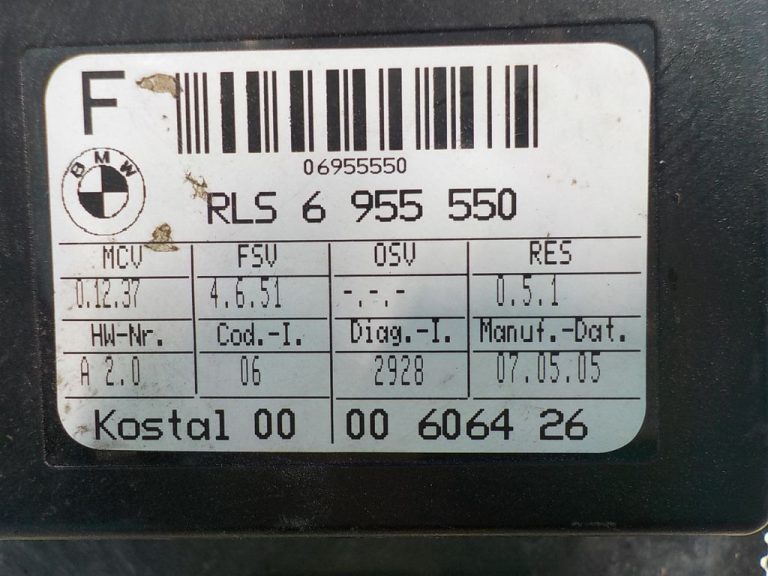 F
06955550
BMW
RLS 6 955 550
MCV FSV OSV RES
0.12.37 4.6.51 -.-.- 0.5.1
HW-Nr. Cod.-I. Diag.-I. Manuf.-Dat.
A 2.0 06 2928 07.05.05
Kostal 00 00 6064 26